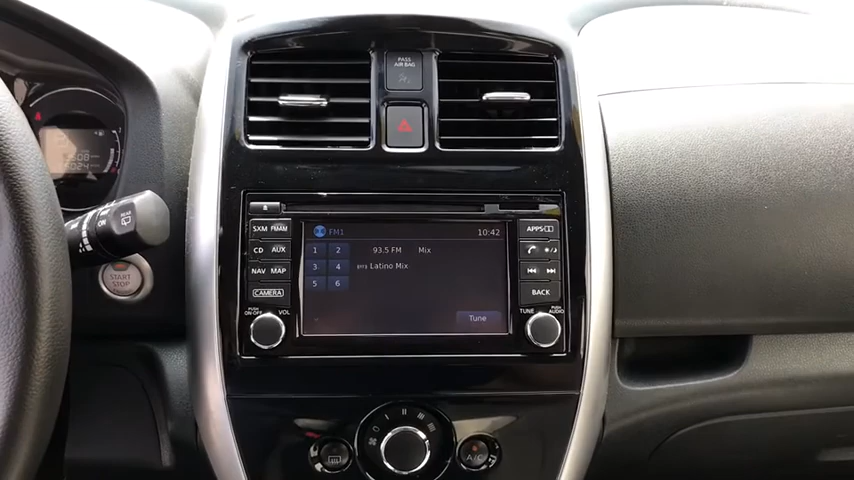 PASS
AIR BAG
REAR
ON
START
STOP
SXM FM/AM
CD AUX
NAV MAP
CAMERA
PUSH
ON·OFF
VOL
FM1
10:42
1 2 93.5 FM Mix
3 4 Latino Mix
5 6
Tune
APPS
BACK
TUNE
PUSH
AUDIO
A/C